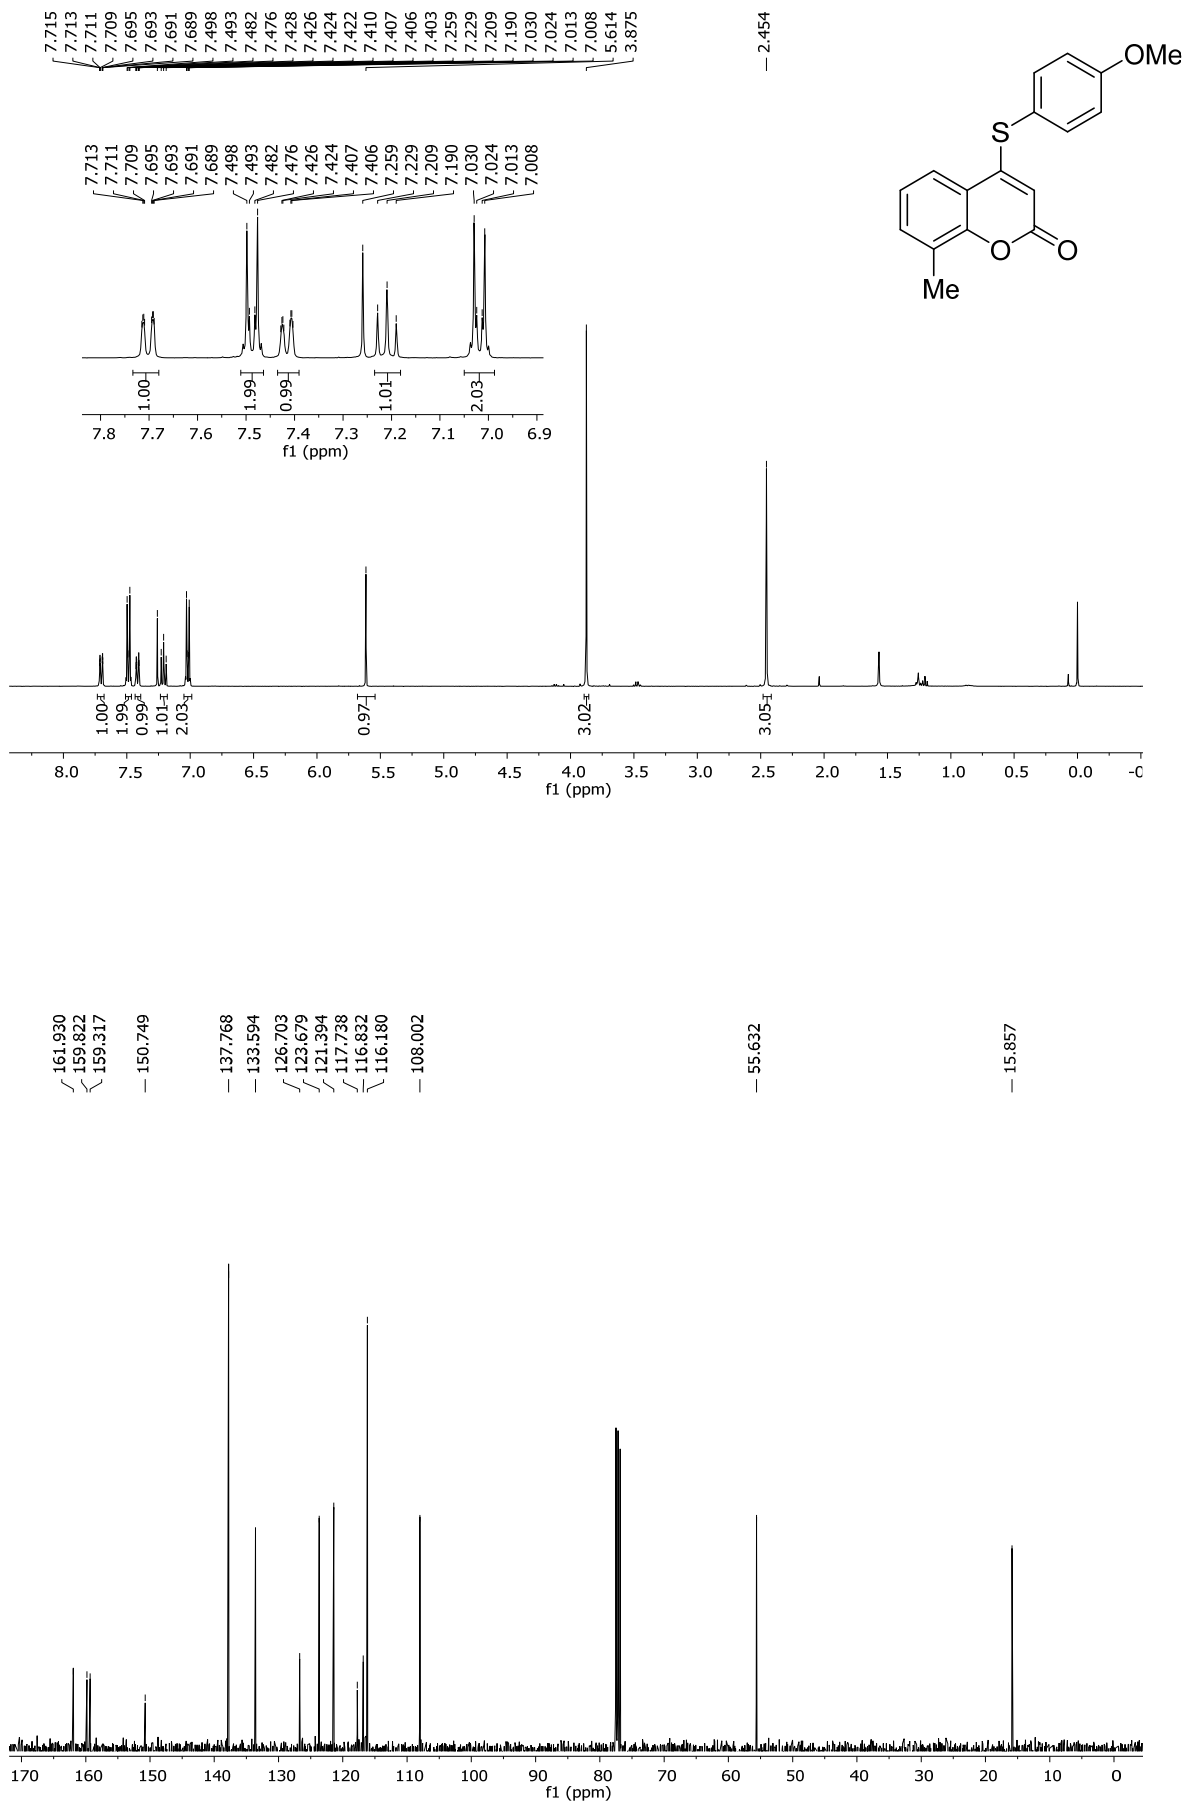 7.715 7.713 7.711 7.709 7.695 7.693 7.691 7.689 7.498 7.493 7.482 7.476 7.428 7.426 7.424 7.422 7.410 7.407 7.406 7.403 7.259 7.229 7.209 7.190 7.030 7.024 7.013 7.008 5.614 3.875 2.454
OMe
S
O
O
Me
7.713 7.711 7.709 7.695 7.693 7.691 7.689 7.498 7.493 7.482 7.476 7.426 7.424 7.407 7.406 7.259 7.229 7.209 7.190 7.030 7.024 7.013 7.008
1.00 1.99 0.99 1.01 2.03
7.8 7.7 7.6 7.5 7.4 7.3 7.2 7.1 7.0 6.9
f1 (ppm)
1.00 1.99 0.99 1.01 2.03 0.97 3.02 3.05
8.0 7.5 7.0 6.5 6.0 5.5 5.0 4.5 4.0 3.5 3.0 2.5 2.0 1.5 1.0 0.5 0.0 -0
f1 (ppm)
161.930 159.822 159.317 150.749 137.768 133.594 126.703 123.679 121.394 117.738 116.832 116.180 108.002 55.632 15.857
170 160 150 140 130 120 110 100 90 80 70 60 50 40 30 20 10 0
f1 (ppm)